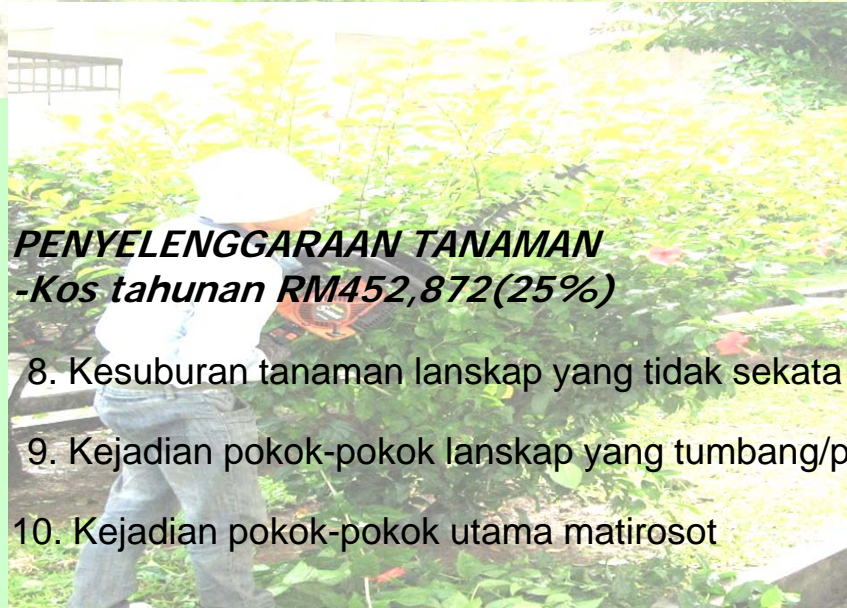 PENYELENGGARAAN TANAMAN
-Kos tahunan RM452,872(25%)
8. Kesuburan tanaman lanskap yang tidak sekata
9. Kejadian pokok-pokok lanskap yang tumbang/p
10. Kejadian pokok-pokok utama matirosot